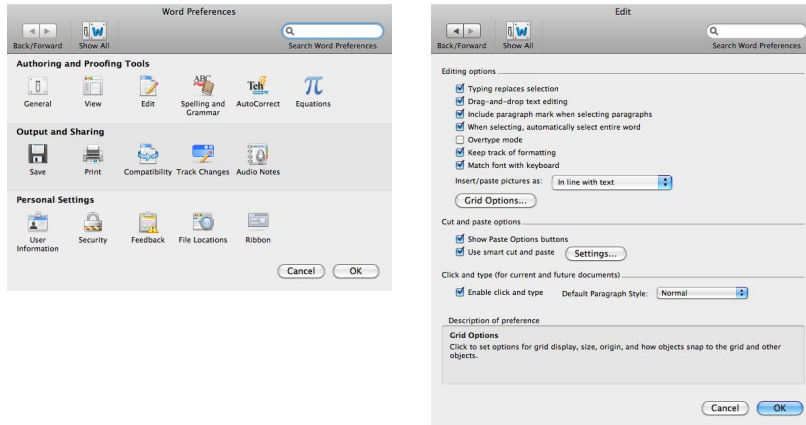 Word Preferences
Back/Forward Show All Search Word Preferences
Authoring and Proofing Tools
ABC
Teh
π
General View Edit Spelling and Grammar AutoCorrect Equations
Output and Sharing
Save Print Compatibility Track Changes Audio Notes
Personal Settings
User Information Security Feedback File Locations Ribbon
Cancel OK
Edit
Back/Forward Show All Search Word Preferences
Editing options
Typing replaces selection
Drag-and-drop text editing
Include paragraph mark when selecting paragraphs
When selecting, automatically select entire word
Overtype mode
Keep track of formatting
Match font with keyboard
Insert/paste pictures as: In line with text
Grid Options...
Cut and paste options
Show Paste Options buttons
Use smart cut and paste Settings...
Click and type (for current and future documents)
Enable click and type Default Paragraph Style: Normal
Description of preference
Grid Options
Click to set options for grid display, size, origin, and how objects snap to the grid and other
objects.
Cancel OK